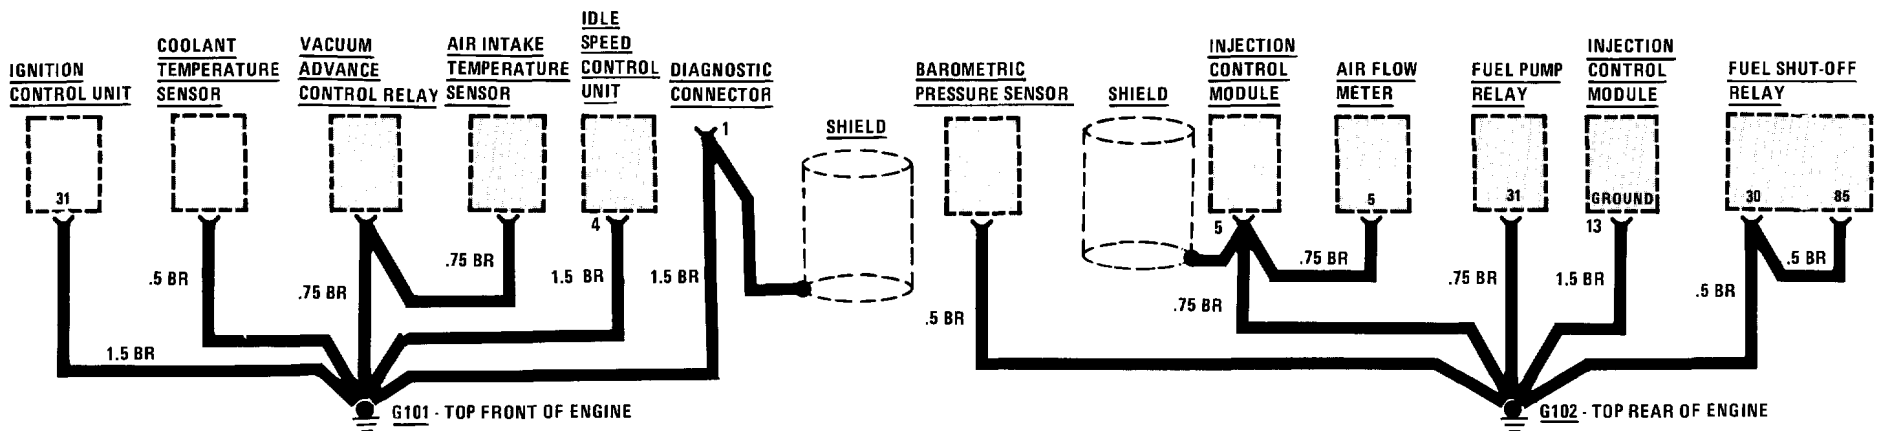 IGNITION
CONTROL UNIT
31
1.5 BR
COOLANT
TEMPERATURE
SENSOR
.5 BR
VACUUM
ADVANCE
CONTROL RELAY
.75 BR
AIR INTAKE
TEMPERATURE
SENSOR
.75 BR
IDLE
SPEED
CONTROL
UNIT
4
1.5 BR
DIAGNOSTIC
CONNECTOR
1
1.5 BR
SHIELD
G101 - TOP FRONT OF ENGINE
BAROMETRIC
PRESSURE SENSOR
.5 BR
SHIELD
INJECTION
CONTROL
MODULE
5
.75 BR
AIR FLOW
METER
5
.75 BR
FUEL PUMP
RELAY
31
.75 BR
INJECTION
CONTROL
MODULE
GROUND
13
1.5 BR
FUEL SHUT-OFF
RELAY
30
85
.5 BR
.5 BR
G102 - TOP REAR OF ENGINE